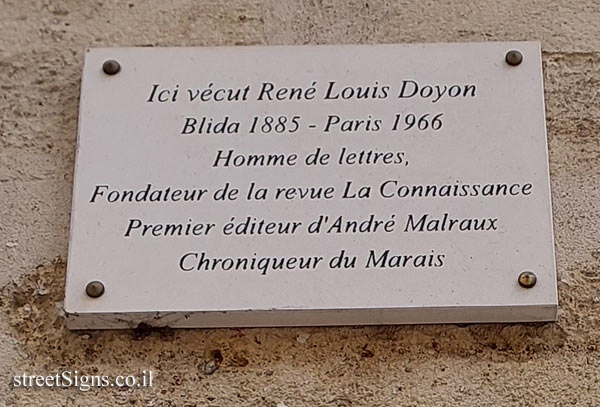 Ici vécut René Louis Doyon
Blida 1885 - Paris 1966
Homme de lettres,
Fondateur de la revue La Connaissance
Premier éditeur d'André Malraux
Chroniqueur du Marais
streetSigns.co.il